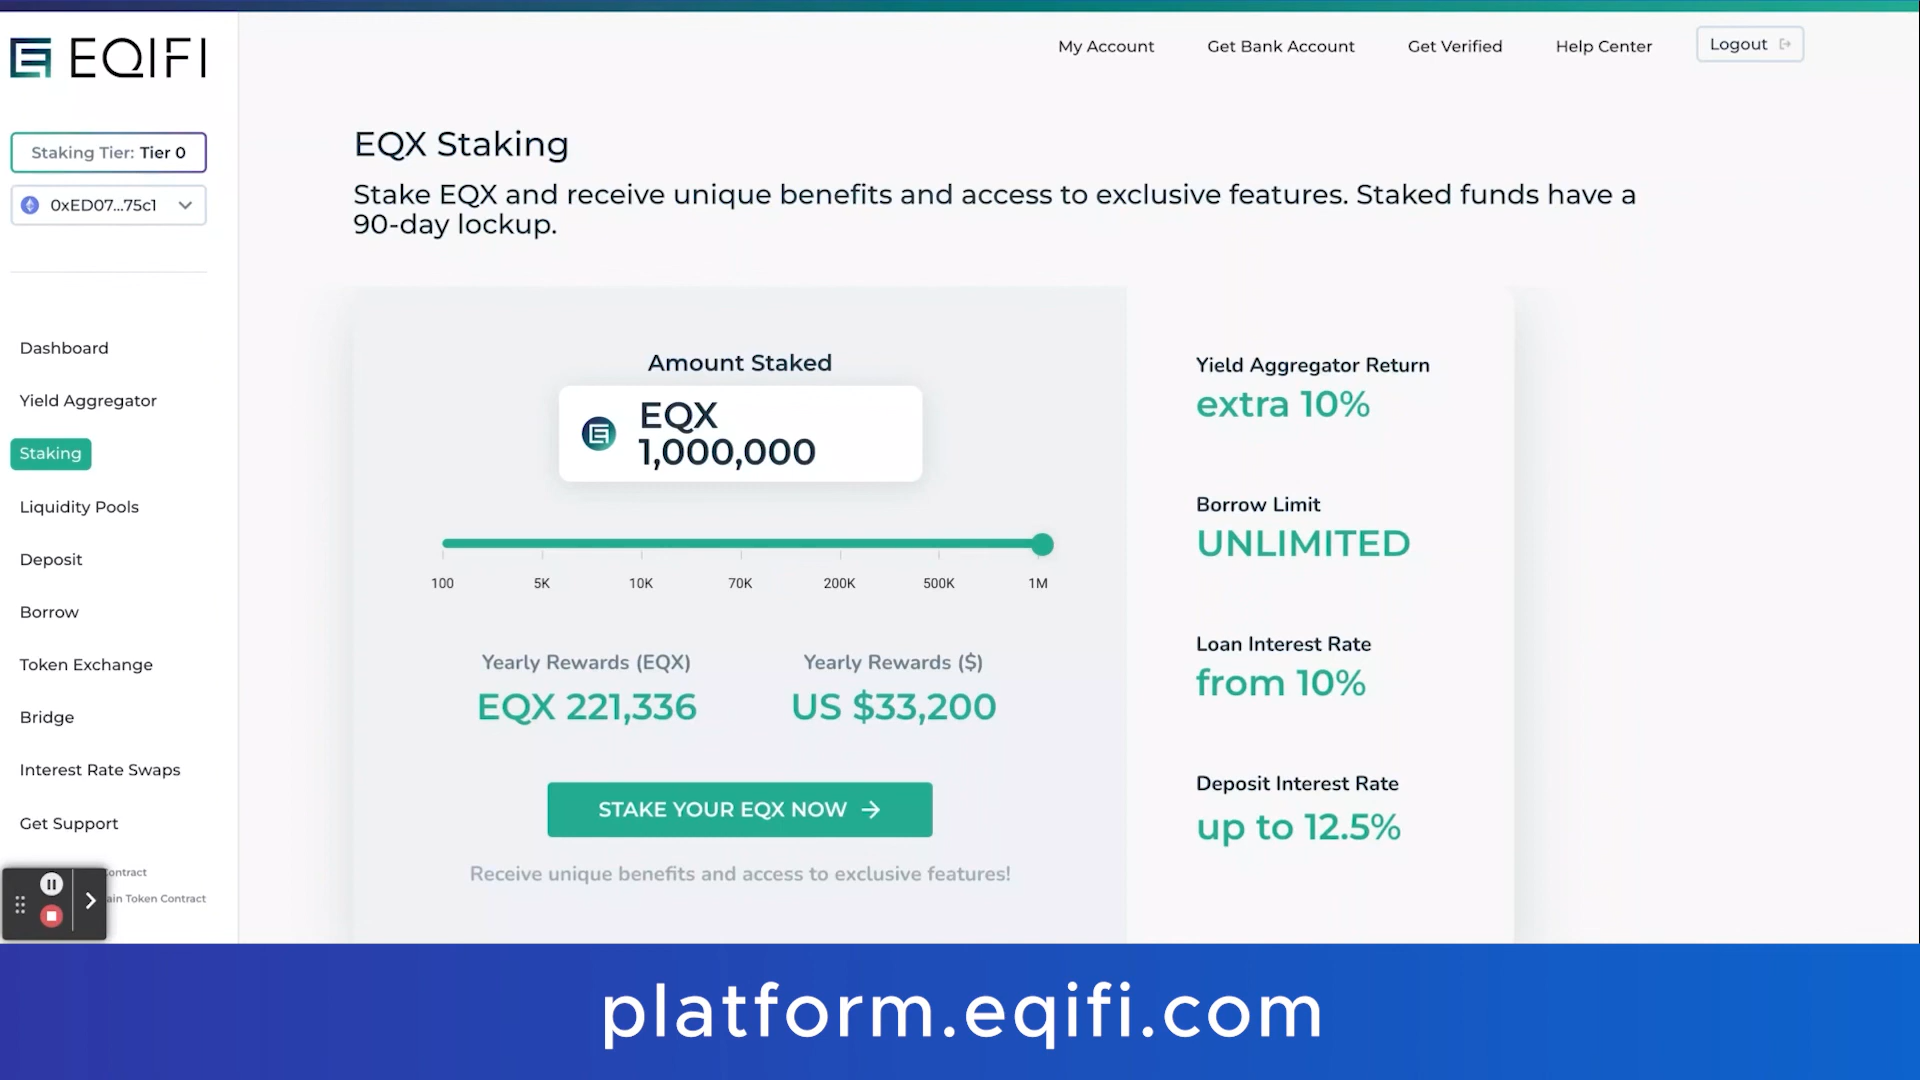 EQIFI
My Account
Get Bank Account
Get Verified
Help Center
Logout
Staking Tier: Tier 0
0xED07...75c1
Dashboard
Yield Aggregator
Staking
Liquidity Pools
Deposit
Borrow
Token Exchange
Bridge
Interest Rate Swaps
Get Support
ontract
ain Token Contract
EQX Staking
Stake EQX and receive unique benefits and access to exclusive features. Staked funds have a
90-day lockup.
Amount Staked
EQX
1,000,000
100 5K 10K 70K 200K 500K 1M
Yearly Rewards (EQX)
EQX 221,336
Yearly Rewards ($)
US $33,200
STAKE YOUR EQX NOW →
Receive unique benefits and access to exclusive features!
Yield Aggregator Return
extra 10%
Borrow Limit
UNLIMITED
Loan Interest Rate
from 10%
Deposit Interest Rate
up to 12.5%
platform.eqifi.com